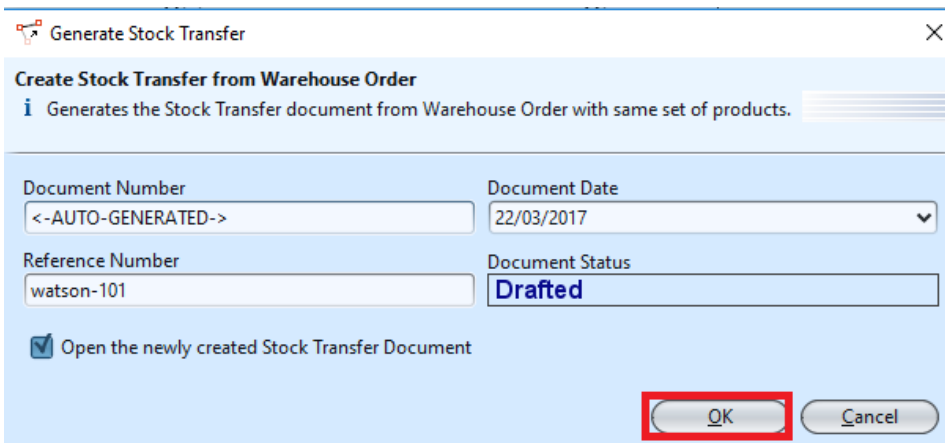 Generate Stock Transfer
Create Stock Transfer from Warehouse Order
i Generates the Stock Transfer document from Warehouse Order with same set of products.
Document Number
Document Date
<-AUTO-GENERATED->
22/03/2017
Reference Number
Document Status
watson-101
Drafted
Open the newly created Stock Transfer Document
OK
Cancel